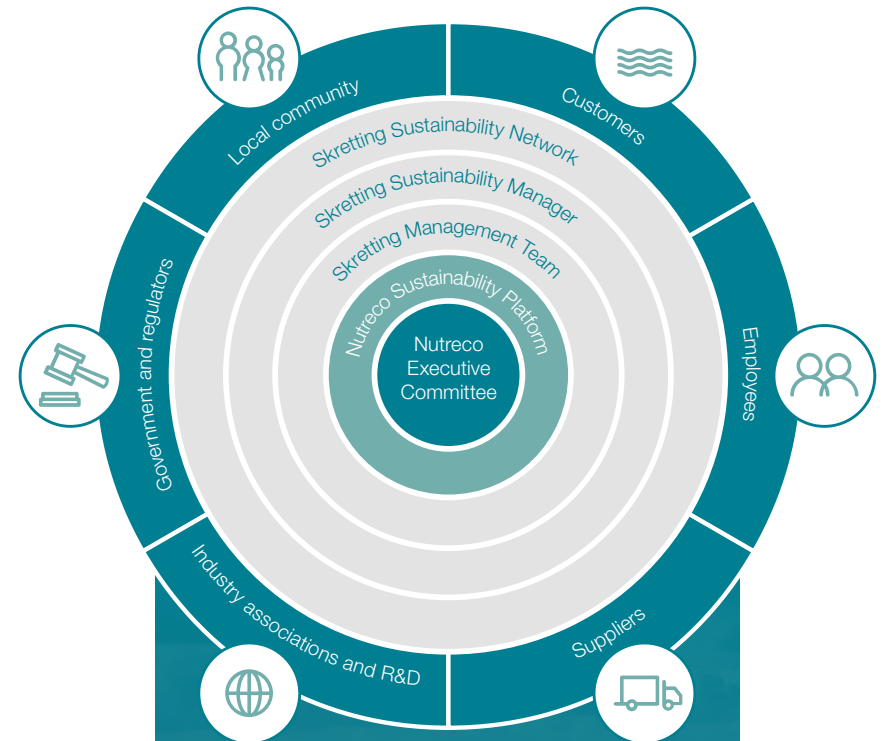 Local community
Customers
Skretting Sustainability Network
Skretting Sustainability Manager
Skretting Management Team
Nutreco Sustainability Platform
Nutreco
Executive
Committee
Government and regulators
Employees
Industry associations and R&D
Suppliers